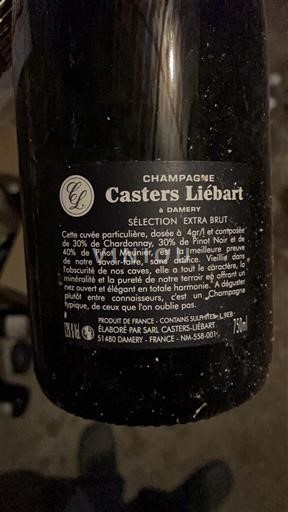 CHAMPAGNE
Casters Liébart
à DAMERY
SÉLECTION EXTRA BRUT
Cette cuvée particulière, dosée à 4gr/l et composée
de 30% de Chardonnay, 30% de Pinot Noir et de
40% de Meunier, est la meilleure preuve
de notre savoir-faire, sans doute. Vieillie dans
l'obscurité de nos caves, elle a tout le caractère, la
minéralité et la pureté de notre terroir en offrant un
nez ouvert et élégant en totale harmonie. A déguster
plutôt entre connaisseurs, c'est un Champagne
typique, de ceux que l'on oublie pas.
PRODUIT DE FRANCE - CONTAINS SULPHITES- L.9EB
ÉLABORÉ PAR SARL CASTERS-LIÉBART
51480 DAMERY - FRANCE - NM-558-001
750ml